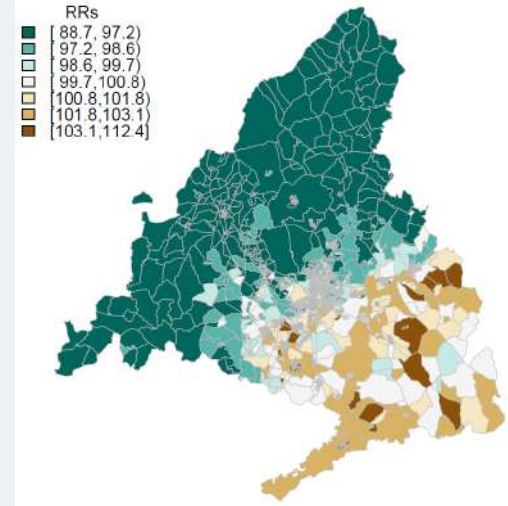 RRs
[ 88.7, 97.2)
[ 97.2, 98.6)
[ 98.6, 99.7)
[ 99.7,100.8)
[100.8,101.8)
[101.8,103.1)
[103.1,112.4]